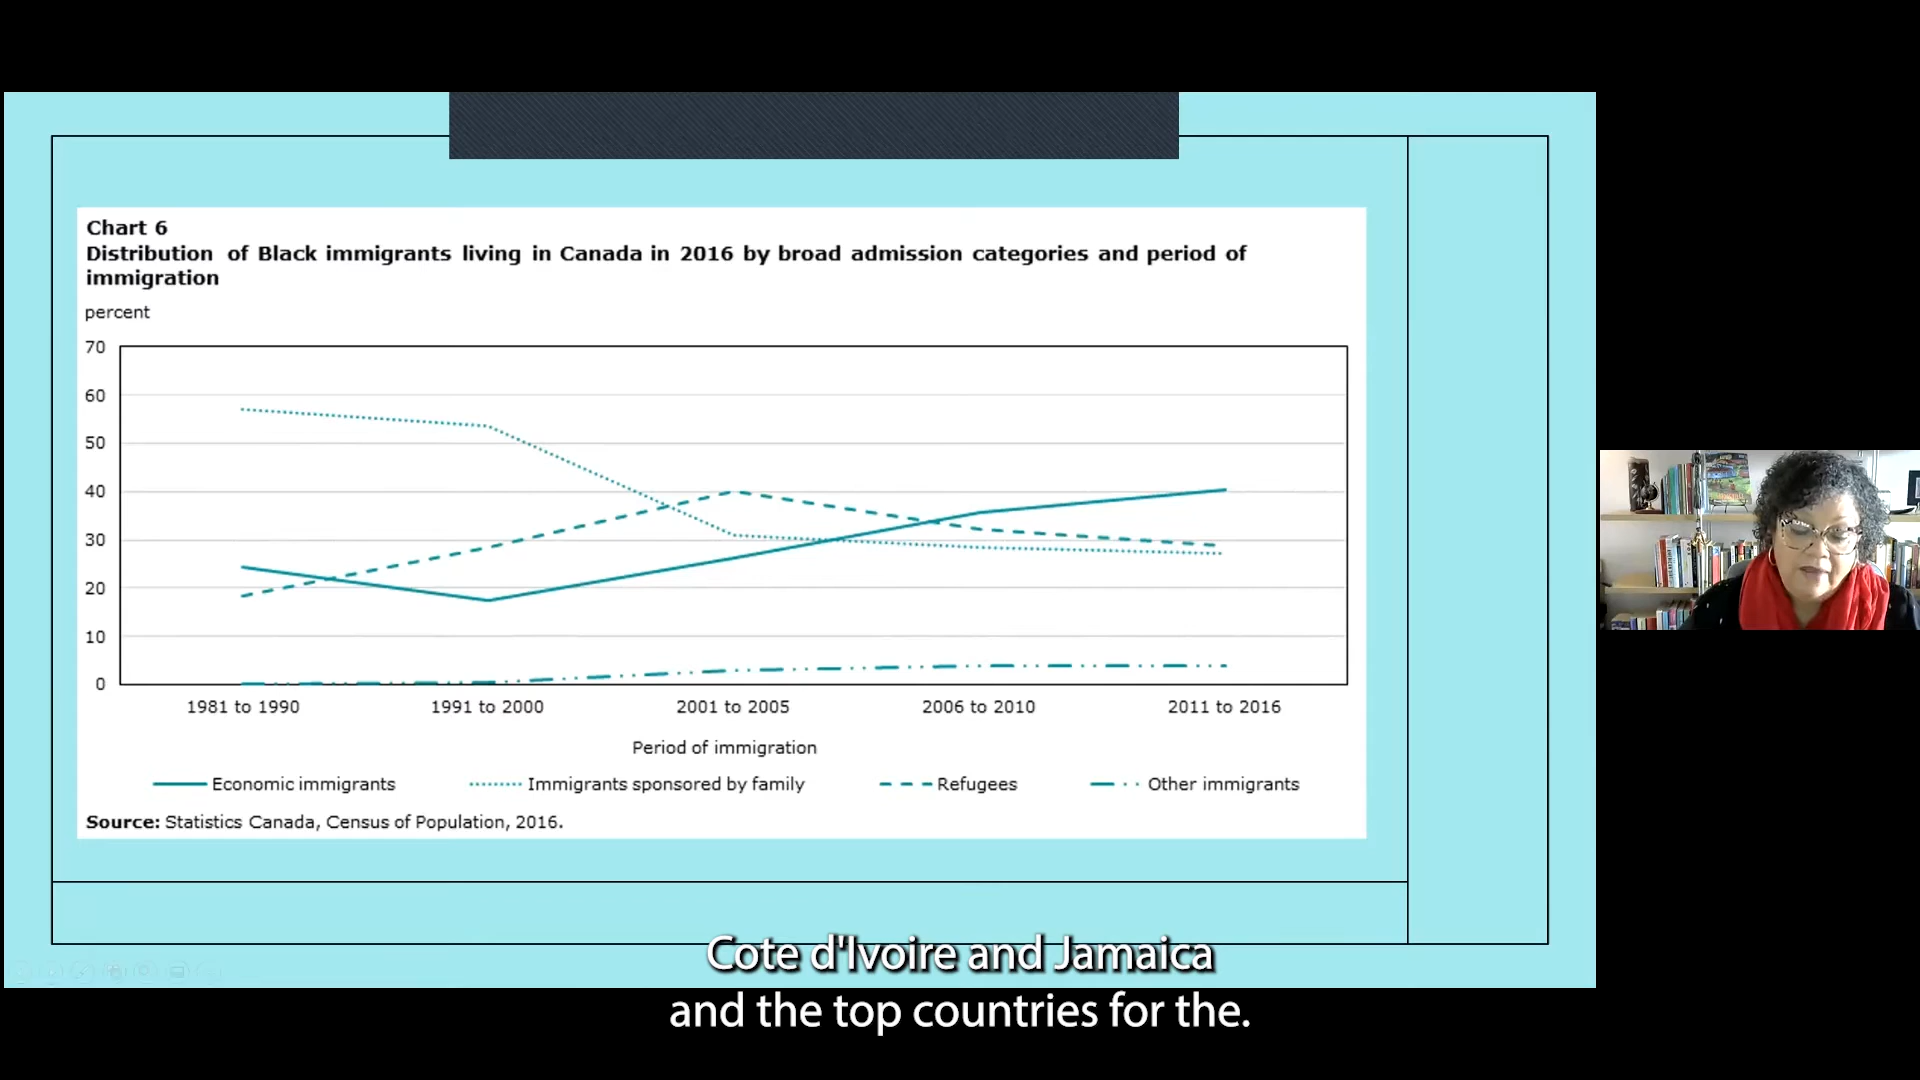 Chart 6
Distribution of Black immigrants living in Canada in 2016 by broad admission categories and period of
immigration
percent
70
60
50
40
30
20
10
0
1981 to 1990 1991 to 2000 2001 to 2005 2006 to 2010 2011 to 2016
Period of immigration
Economic immigrants Immigrants sponsored by family Refugees Other immigrants
Source: Statistics Canada, Census of Population, 2016.
Cote d'Ivoire and Jamaica
and the top countries for the.